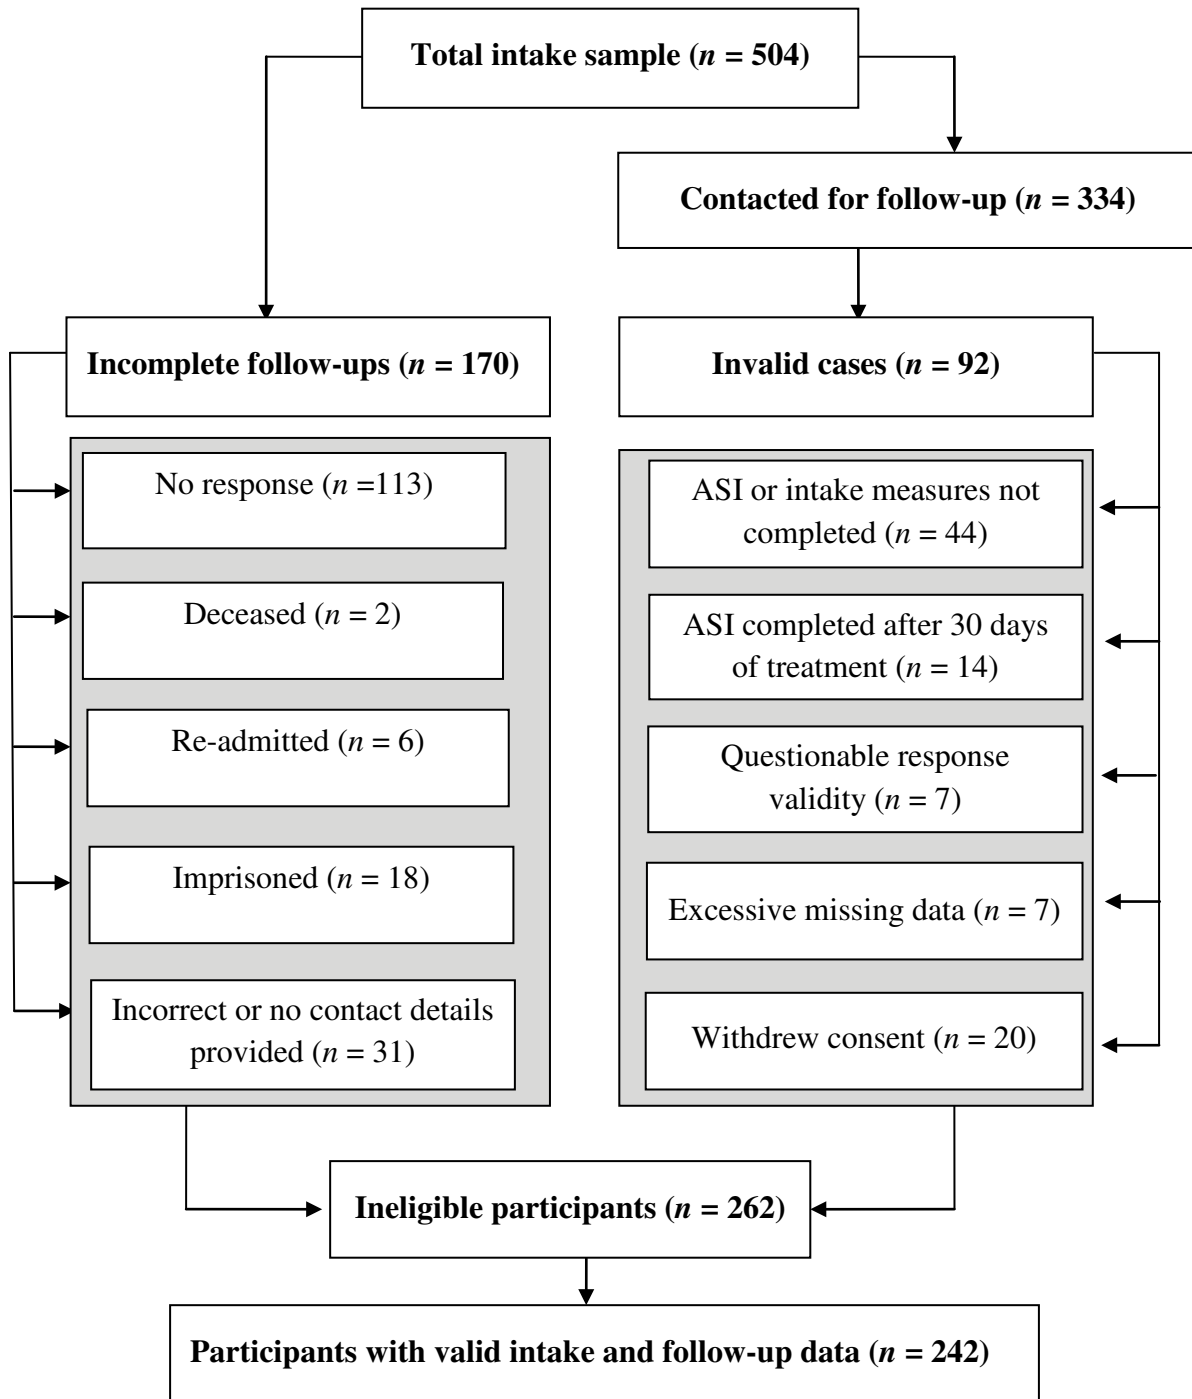 Total intake sample (n = 504)
Contacted for follow-up (n = 334)
Incomplete follow-ups (n = 170)
No response (n =113)
Deceased (n = 2)
Re-admitted (n = 6)
Imprisoned (n = 18)
Incorrect or no contact details
provided (n = 31)
Invalid cases (n = 92)
ASI or intake measures not
completed (n = 44)
ASI completed after 30 days
of treatment (n = 14)
Questionable response
validity (n = 7)
Excessive missing data (n = 7)
Withdrew consent (n = 20)
Ineligible participants (n = 262)
Participants with valid intake and follow-up data (n = 242)